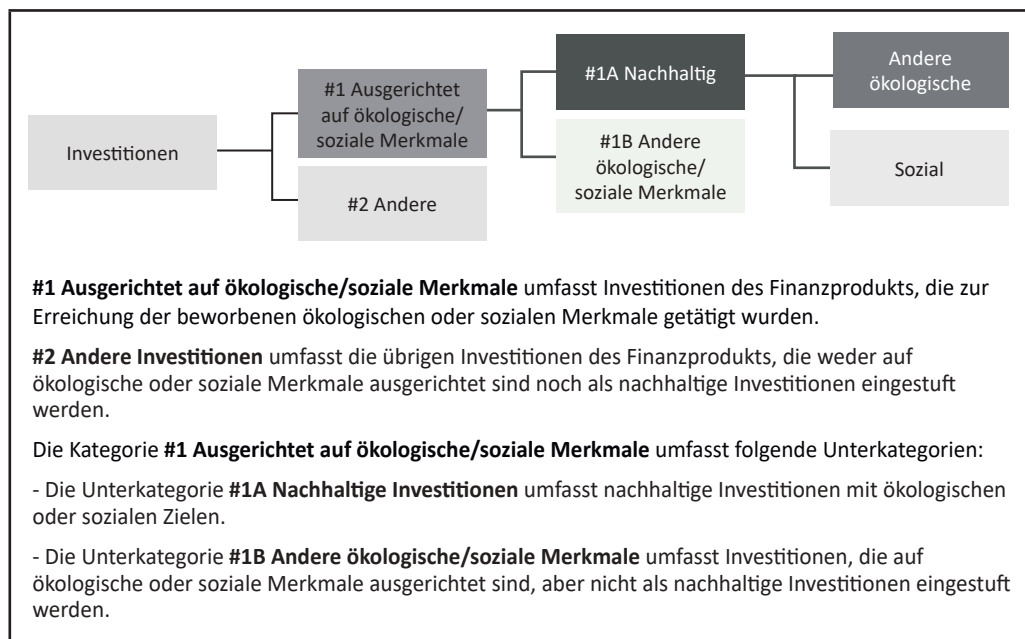 Investitionen
#1 Ausgerichtet
auf ökologische/
soziale Merkmale
#2 Andere
#1A Nachhaltig
#1B Andere
ökologische/
soziale Merkmale
Andere
ökologische
Sozial
#1 Ausgerichtet auf ökologische/soziale Merkmale umfasst Investitionen des Finanzprodukts, die zur
Erreichung der beworbenen ökologischen oder sozialen Merkmale getätigt wurden.
#2 Andere Investitionen umfasst die übrigen Investitionen des Finanzprodukts, die weder auf
ökologische oder soziale Merkmale ausgerichtet sind noch als nachhaltige Investitionen eingestuft
werden.
Die Kategorie #1 Ausgerichtet auf ökologische/soziale Merkmale umfasst folgende Unterkategorien:
- Die Unterkategorie #1A Nachhaltige Investitionen umfasst nachhaltige Investitionen mit ökologischen
oder sozialen Zielen.
- Die Unterkategorie #1B Andere ökologische/soziale Merkmale umfasst Investitionen, die auf
ökologische oder soziale Merkmale ausgerichtet sind, aber nicht als nachhaltige Investitionen eingestuft
werden.